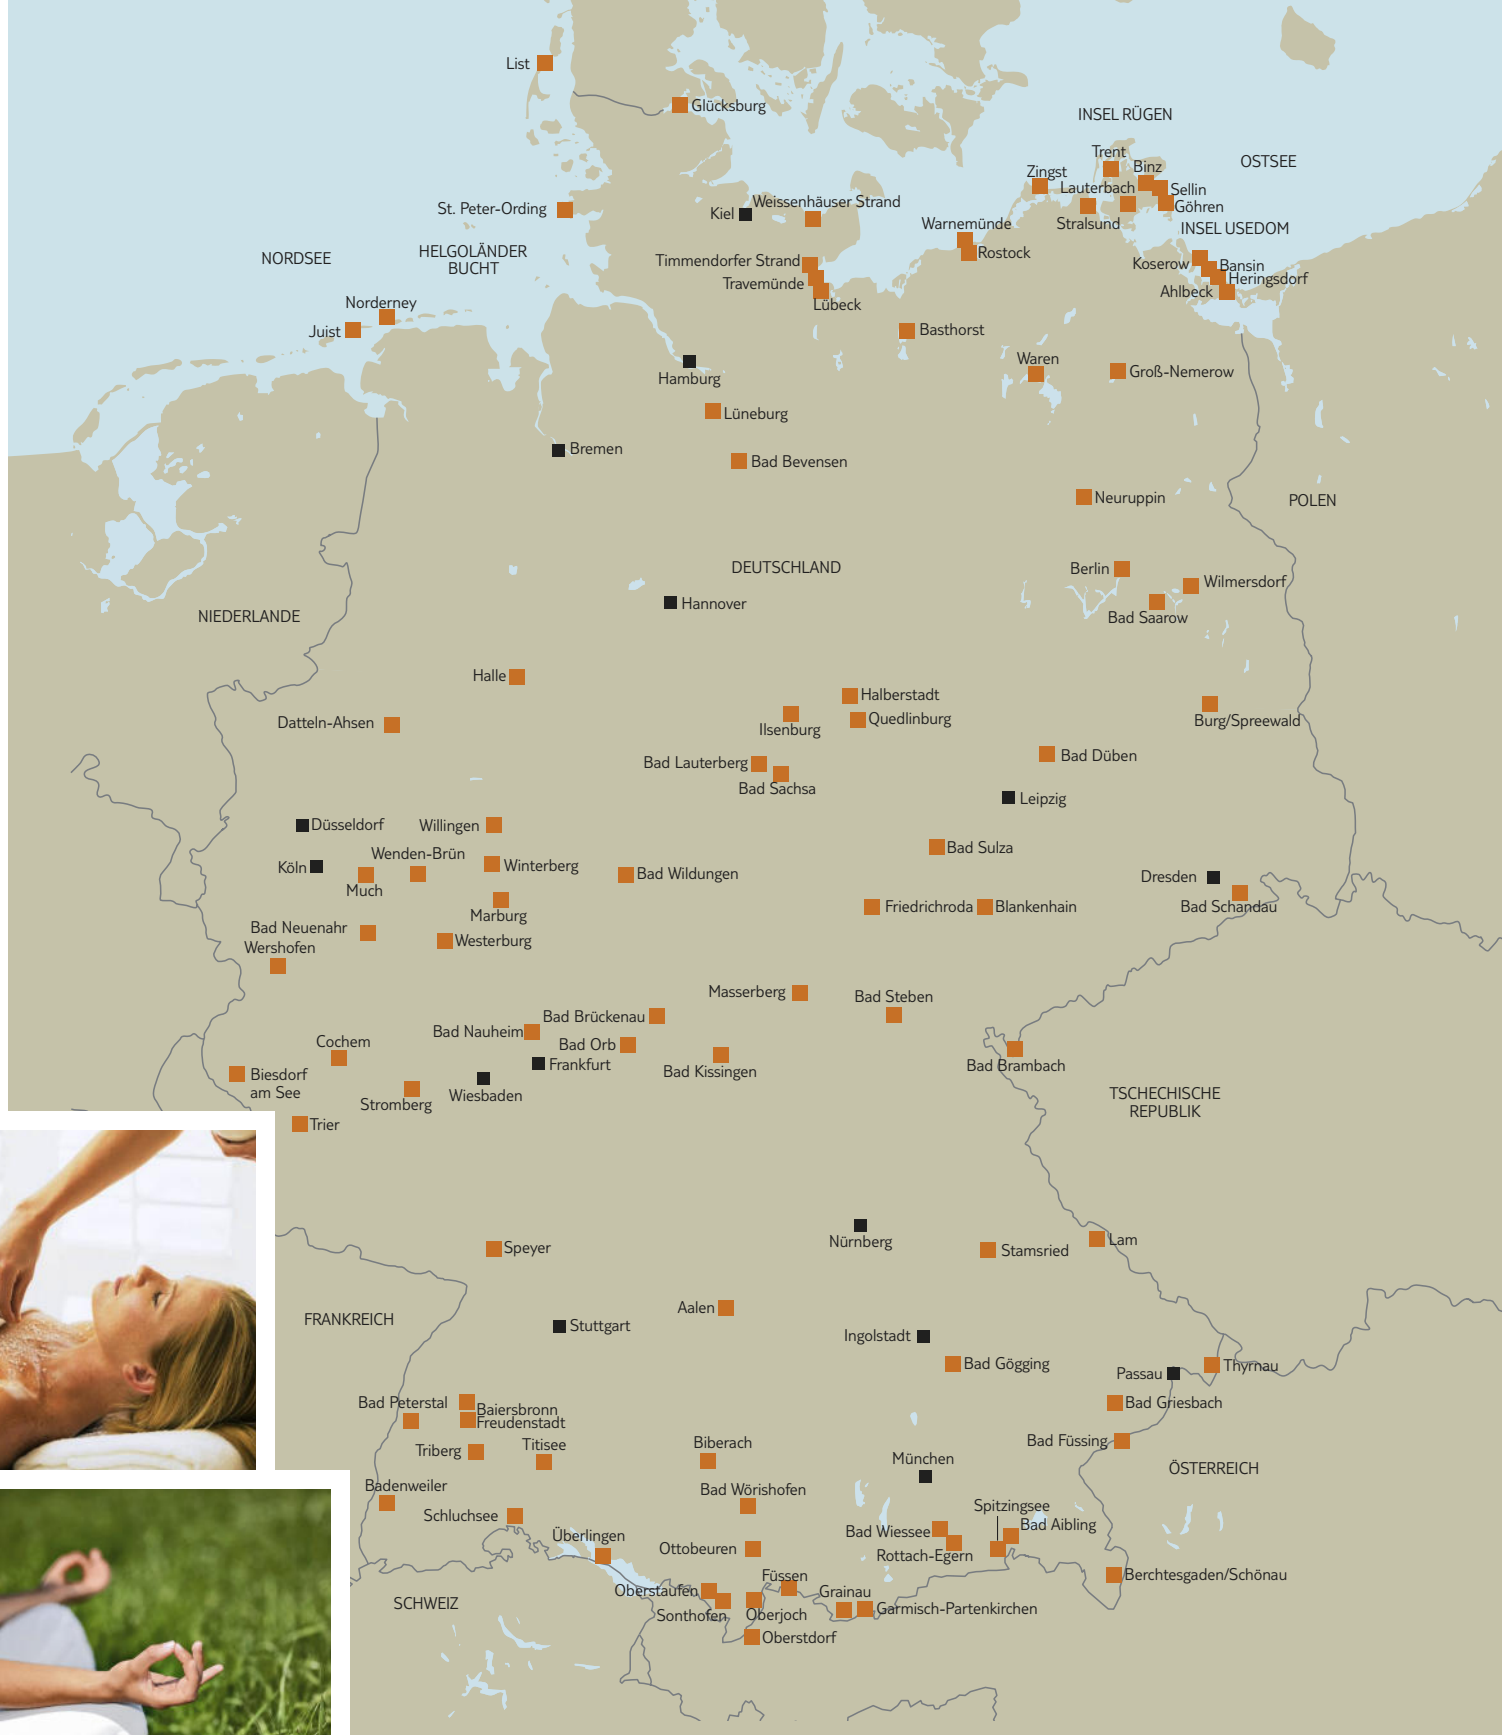 List
Glücksburg
INSEL RÜGEN
Trent
Binz
OSTSEE
Zingst
Lauterbach
Sellin
Göhren
St. Peter-Ording
Kiel
Weissenhäuser Strand
Warnemünde
Stralsund
INSEL USEDOM
NORDSEE
HELGOLÄNDER
BUCHT
Rostock
Timmendorfer Strand
Koserow
Bansin
Heringsdorf
Travemünde
Ahlbeck
Lübeck
Norderney
Juist
Basthorst
Waren
Hamburg
Groß-Nemerow
Lüneburg
Bremen
Bad Bevensen
Neuruppin
POLEN
DEUTSCHLAND
Berlin
Wilmersdorf
Hannover
Bad Saarow
NIEDERLANDE
Halle
Halberstadt
Datteln-Ahsen
Quedlinburg
Ilsenburg
Burg/Spreewald
Bad Lauterberg
Bad Düben
Bad Sachsa
Leipzig
Düsseldorf
Willingen
Bad Sulza
Wenden-Brün
Köln
Winterberg
Bad Wildungen
Dresden
Much
Marburg
Friedrichroda
Blankenhain
Bad Schandau
Bad Neuenahr
Westerburg
Wershofen
Masserberg
Bad Steben
Bad Brückenau
Bad Nauheim
Bad Orb
Cochem
Frankfurt
Bad Kissingen
Bad Brambach
Biesdorf
am See
Wiesbaden
Stromberg
TSCHECHISCHE
REPUBLIK
Trier
Nürnberg
Lam
Speyer
Stamsried
Aalen
FRANKREICH
Stuttgart
Ingolstadt
Bad Gögging
Passau
Thyrnau
Bad Peterstal
Baiersbronn
Freudenstadt
Bad Griesbach
Triberg
Titisee
Biberach
Bad Füssing
München
ÖSTERREICH
Badenweiler
Bad Wörishofen
Schluchsee
Spitzingsee
Überlingen
Bad Wiessee
Bad Aibling
Ottobeuren
Rottach-Egern
Füssen
Berchtesgaden/Schönau
Oberstaufen
Grainau
SCHWEIZ
Sonthofen
Oberjoch
Garmisch-Partenkirchen
Oberstdorf